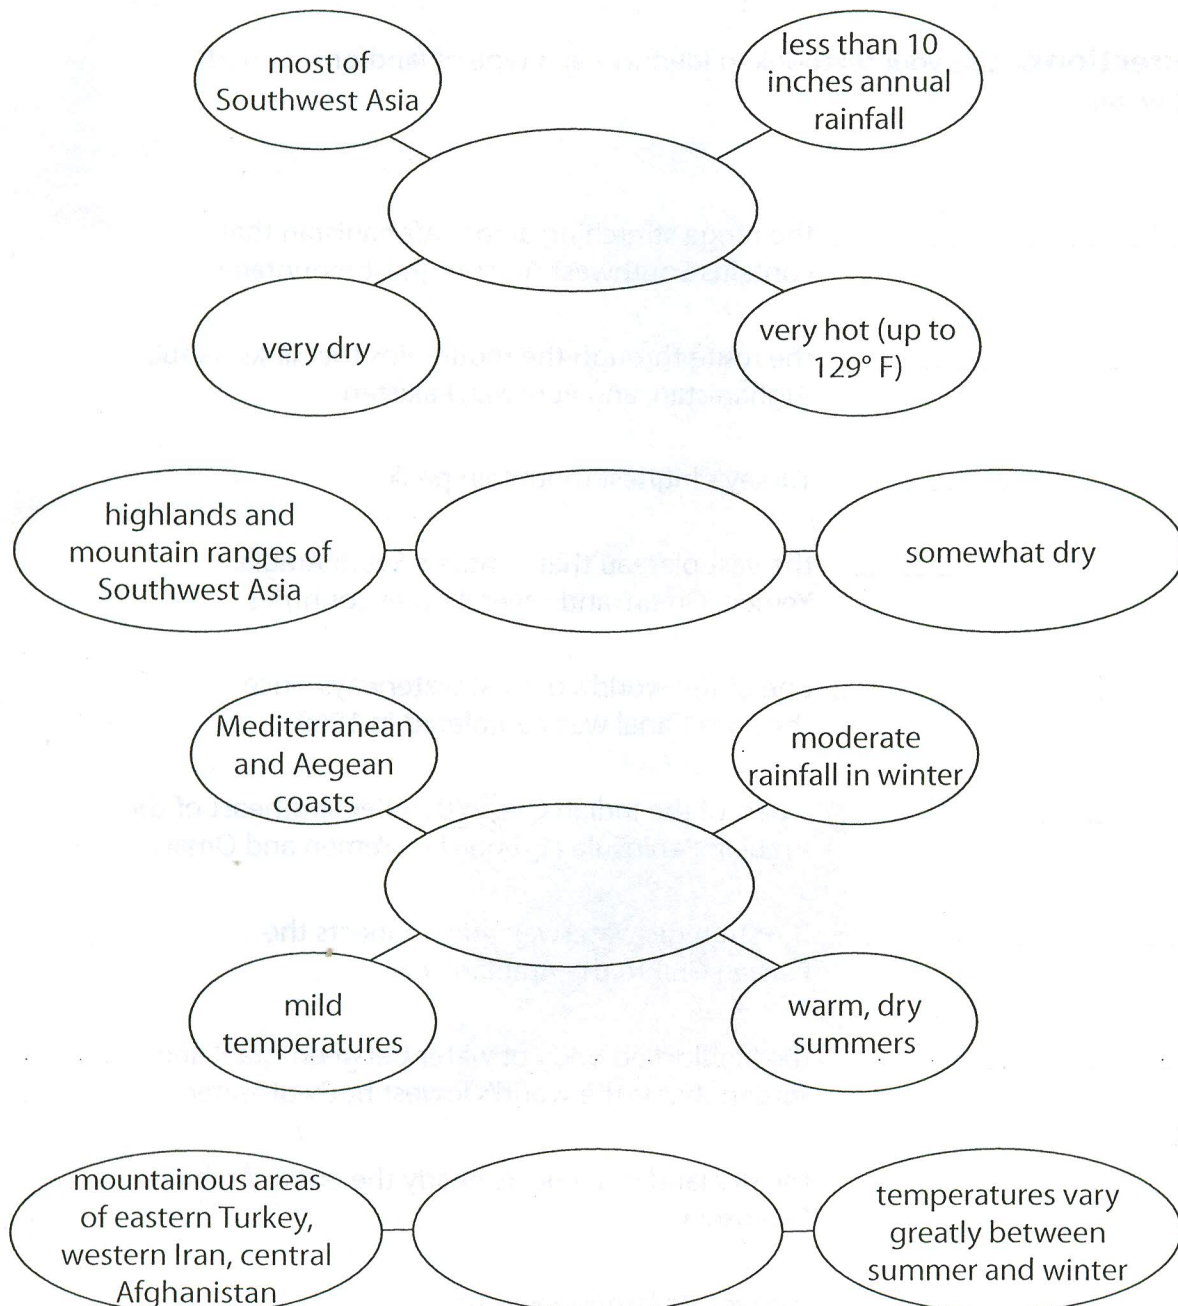 most of
Southwest Asia
less than 10
inches annual
rainfall
very dry
very hot (up to
129° F)
highlands and
mountain ranges of
Southwest Asia
somewhat dry
Mediterranean
and Aegean
coasts
moderate
rainfall in winter
mild
temperatures
warm, dry
summers
mountainous areas
of eastern Turkey,
western Iran, central
Afghanistan
temperatures vary
greatly between
summer and winter